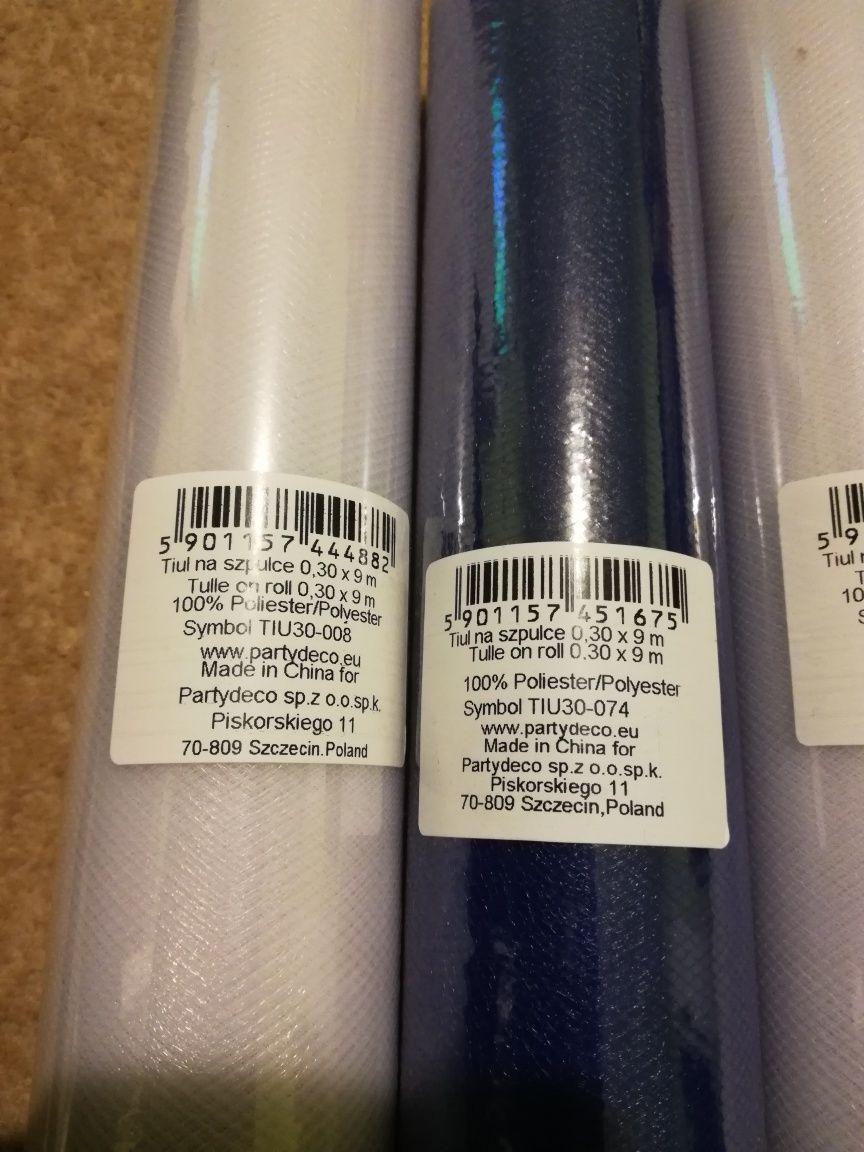 5 901157 444882
Tiul na szpulce 0,30 x 9 m
Tulle on roll 0,30 x 9 m
100% Poliester/Polyester
Symbol TIU30-008
www.partydeco.eu
Made in China for
Partydeco sp.z o.o.sp.k.
Piskorskiego 11
70-809 Szczecin.Poland
5 901157 451675
Tiul na szpulce 0,30 x 9 m
Tulle on roll 0.30 x 9 m
100% Poliester/Polyester
Symbol TIU30-074
www.partydeco.eu
Made in China for
Partydeco sp.z o.o.sp.k.
Piskorskiego 11
70-809 Szczecin,Poland
5 9
Tiul
T
10
S